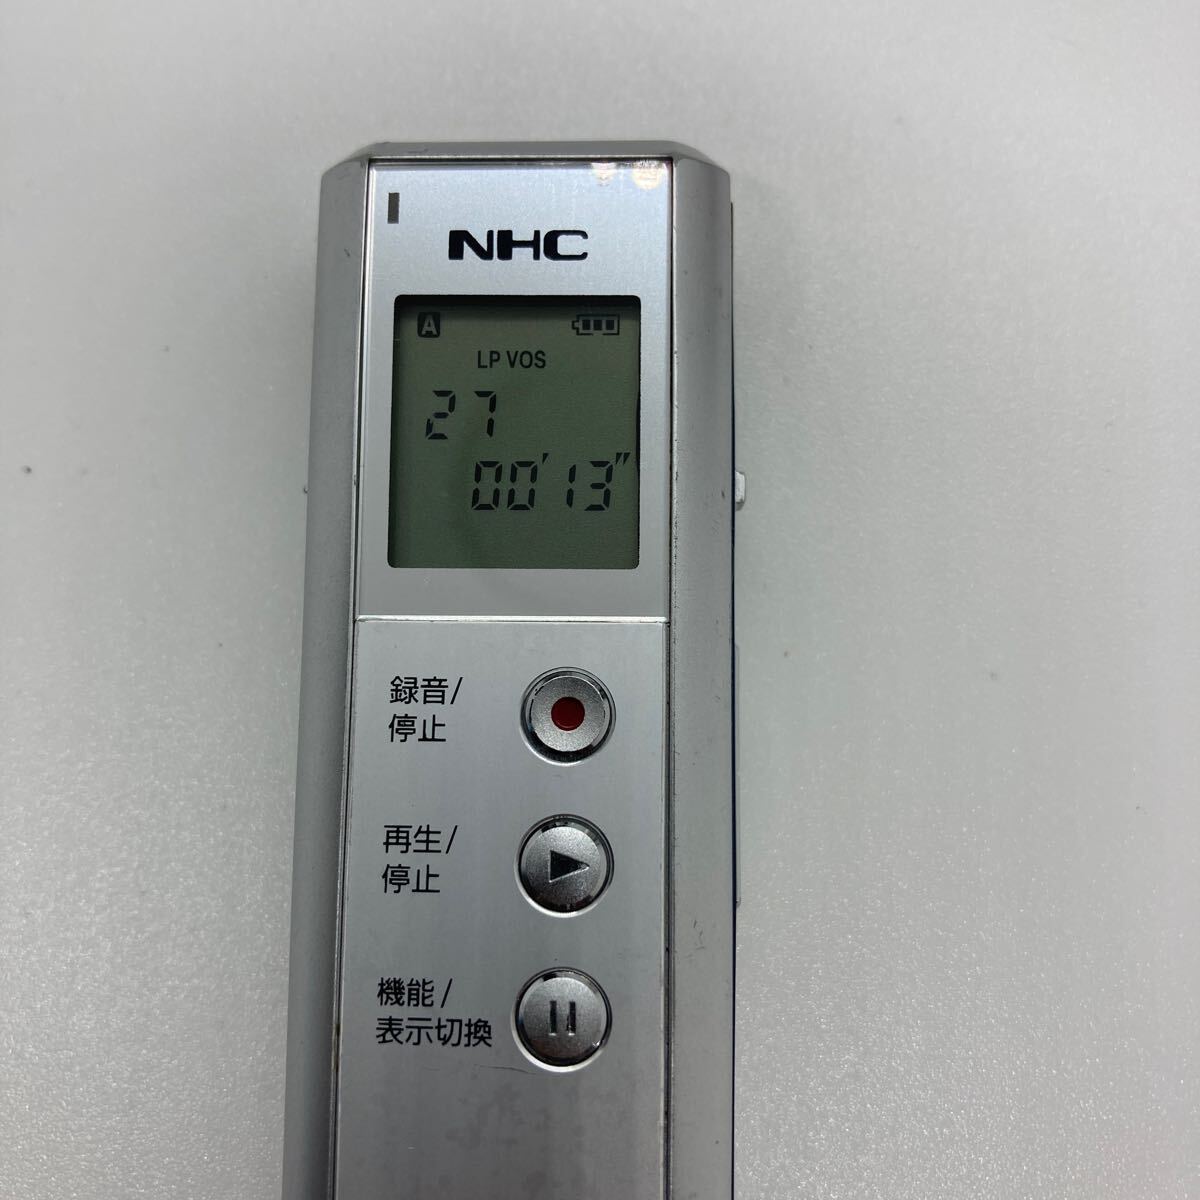 NHC
A
LP VOS
27
00'13"
録音/
停止
再生/
停止
機能/
表示切換